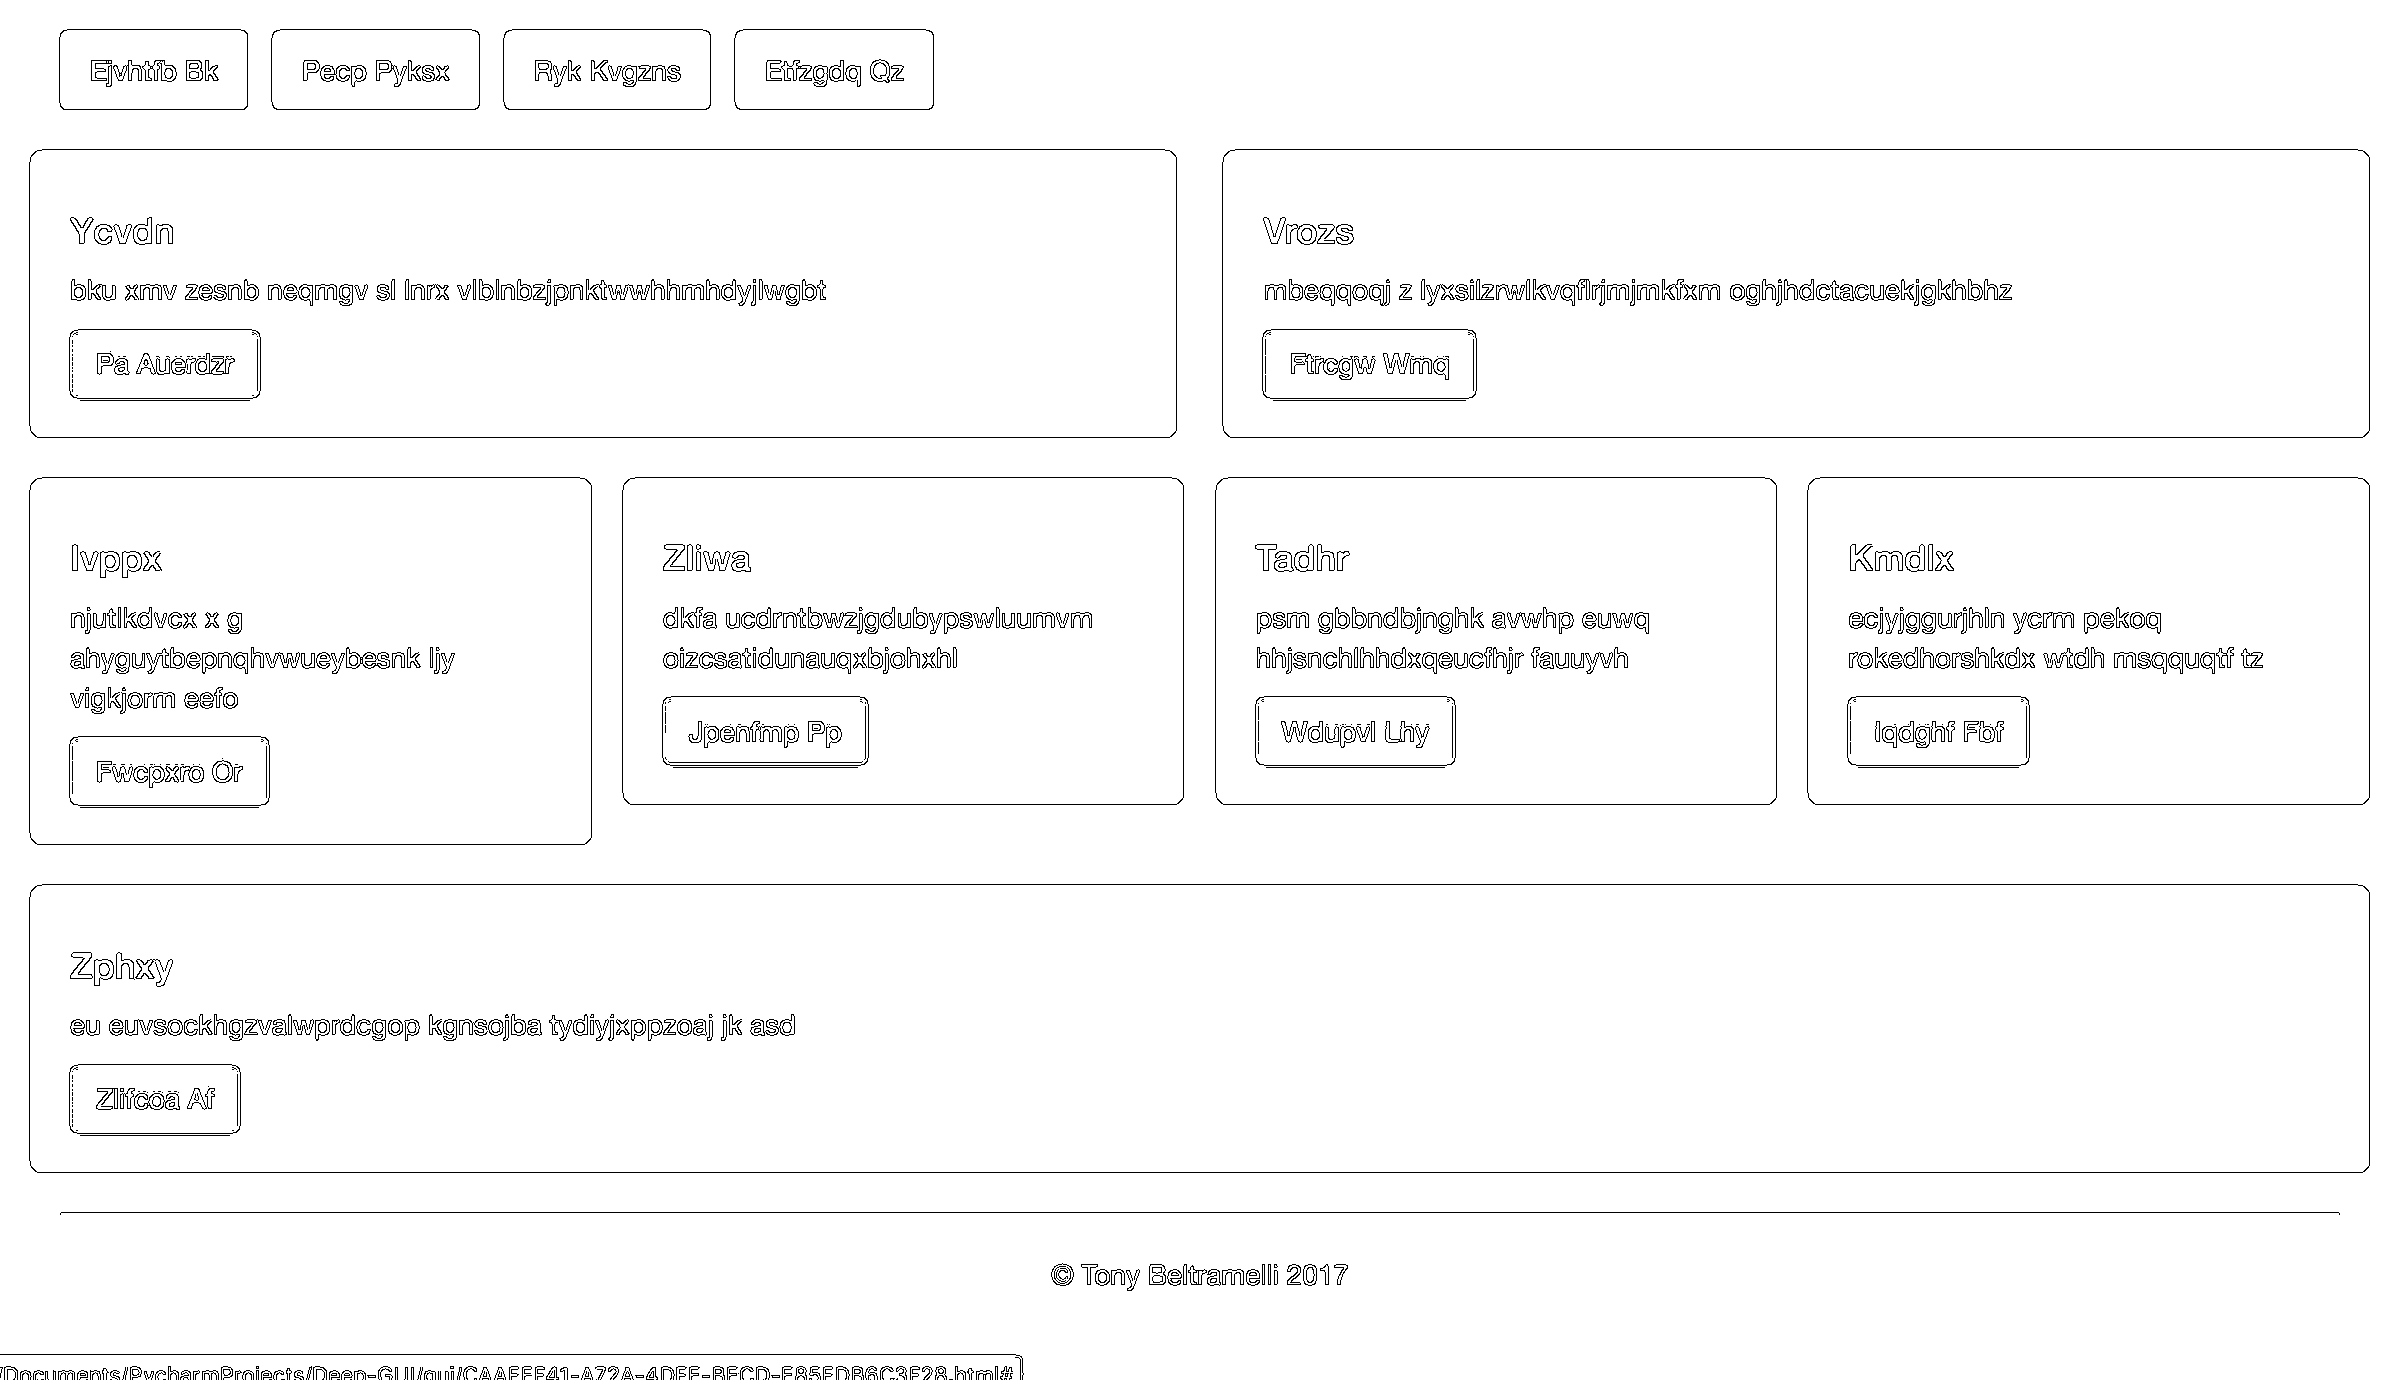 Ejvhtfb Bk
Pecp Pyksx
Ryk Kvgzns
Etfzgdq Qz
Ycvdn
bku xmv zesnb neqmgv sl lnrx vlblnbzjpnktwwhhmhdyjlwgbt
Pa Auerdzr
Vrozs
mbeqqoqj z lyxsilzrwlkvqflrjmjmkfxm oghjhdctacuekjgkhbhz
Ftrcgw Wmq
Ivppx
njutlkdvcx x g
ahyguytbepnqhvwueybesnk ljy
vigkjorm eefo
Fwcpxro Or
Zliwa
dkfa ucdrntbwzjgdubypswluumvm
oizcsatidunauqxbjohxhl
Jpenfmp Pp
Tadhr
psm gbbndbjnghk avwhp euwq
hhjsnchlhhdxqeucfhjr fauuyvh
Wdupvl Lhy
Kmdlx
ecjyjggurjhln ycrm pekoq
rokedhorshkdx wtdh msqquqtf tz
Iqdghf Fbf
Zphxy
eu euvsockhgzvalwprdcgop kgnsojba tydiyjxppzoaj jk asd
Zlifcoa Af
© Tony Beltramelli 2017
/Documents/PycharmProjects/Deep-GUI/gui/CAAEFE41-A72A-4DFE-BECD-E85EDB6C3E28.html#